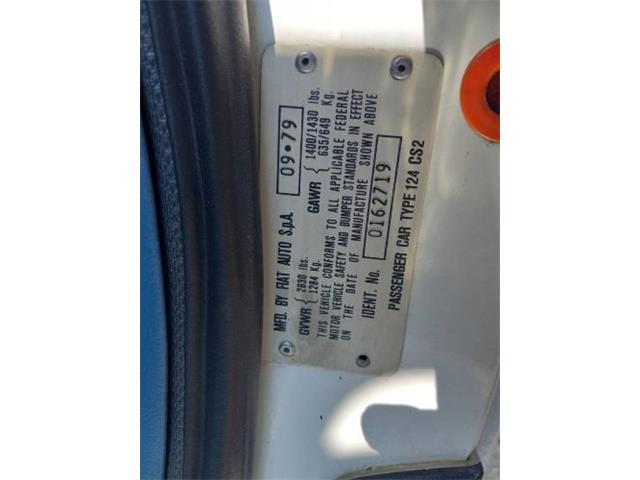 MFD. BY FIAT AUTO S.p.A. 09•79
GVWR { 2830 lbs. 1284 Kg. GAWR { 1400/1430 lbs. 635/649 Kg.
THIS VEHICLE CONFORMS TO ALL APPLICABLE FEDERAL
MOTOR VEHICLE SAFETY AND BUMPER STANDARDS IN EFFECT
ON THE DATE OF MANUFACTURE SHOWN ABOVE
IDENT. No. 0162719
PASSENGER CAR TYPE 124 CS2